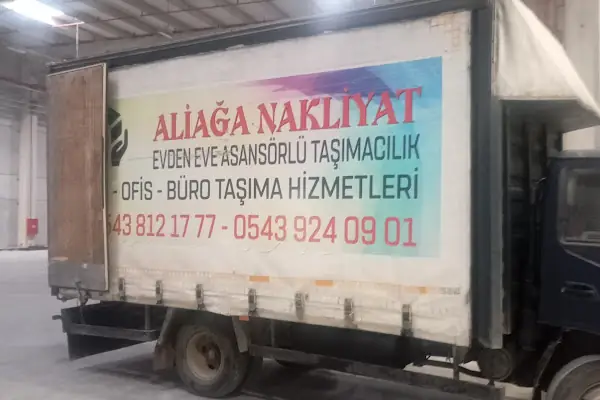 ALİAĞA NAKLİYAT
EVDEN EVE ASANSÖRLÜ TAŞIMACILIK
- OFİS - BÜRO TAŞIMA HİZMETLERİ
543 812 17 77 - 0543 924 09 01